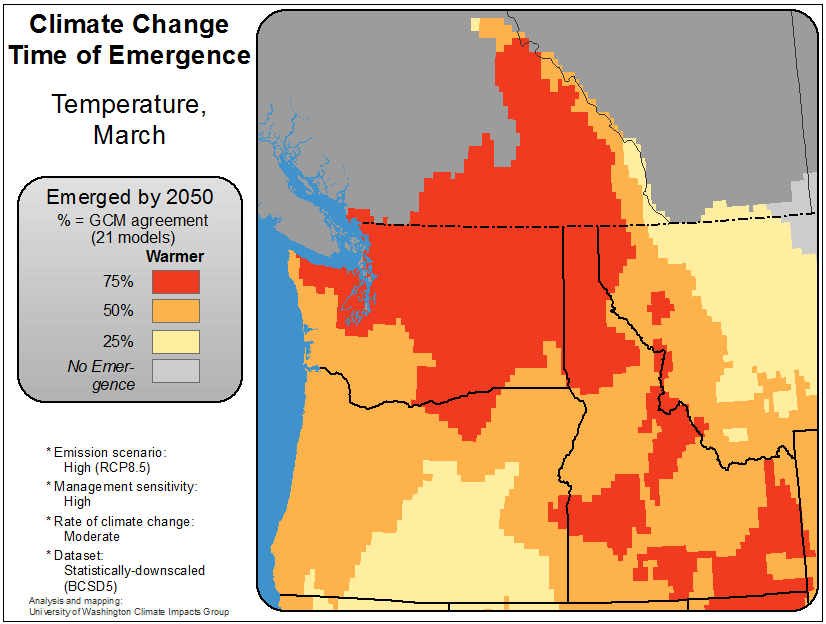 Climate Change
Time of Emergence
Temperature,
March
Emerged by 2050
% = GCM agreement
(21 models)
Warmer
75%
50%
25%
No Emer-
gence
* Emission scenario:
High (RCP8.5)
* Management sensitivity:
High
* Rate of climate change:
Moderate
* Dataset:
Statistically-downscaled
(BCSD5)
Analysis and mapping:
University of Washington Climate Impacts Group